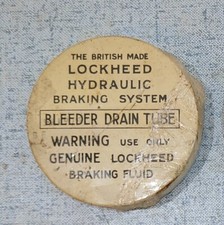 THE BRITISH MADE
LOCKHEED
HYDRAULIC
BRAKING SYSTEM
BLEEDER DRAIN TUBE
WARNING USE ONLY
GENUINE LOCKHEED
BRAKING FLUID